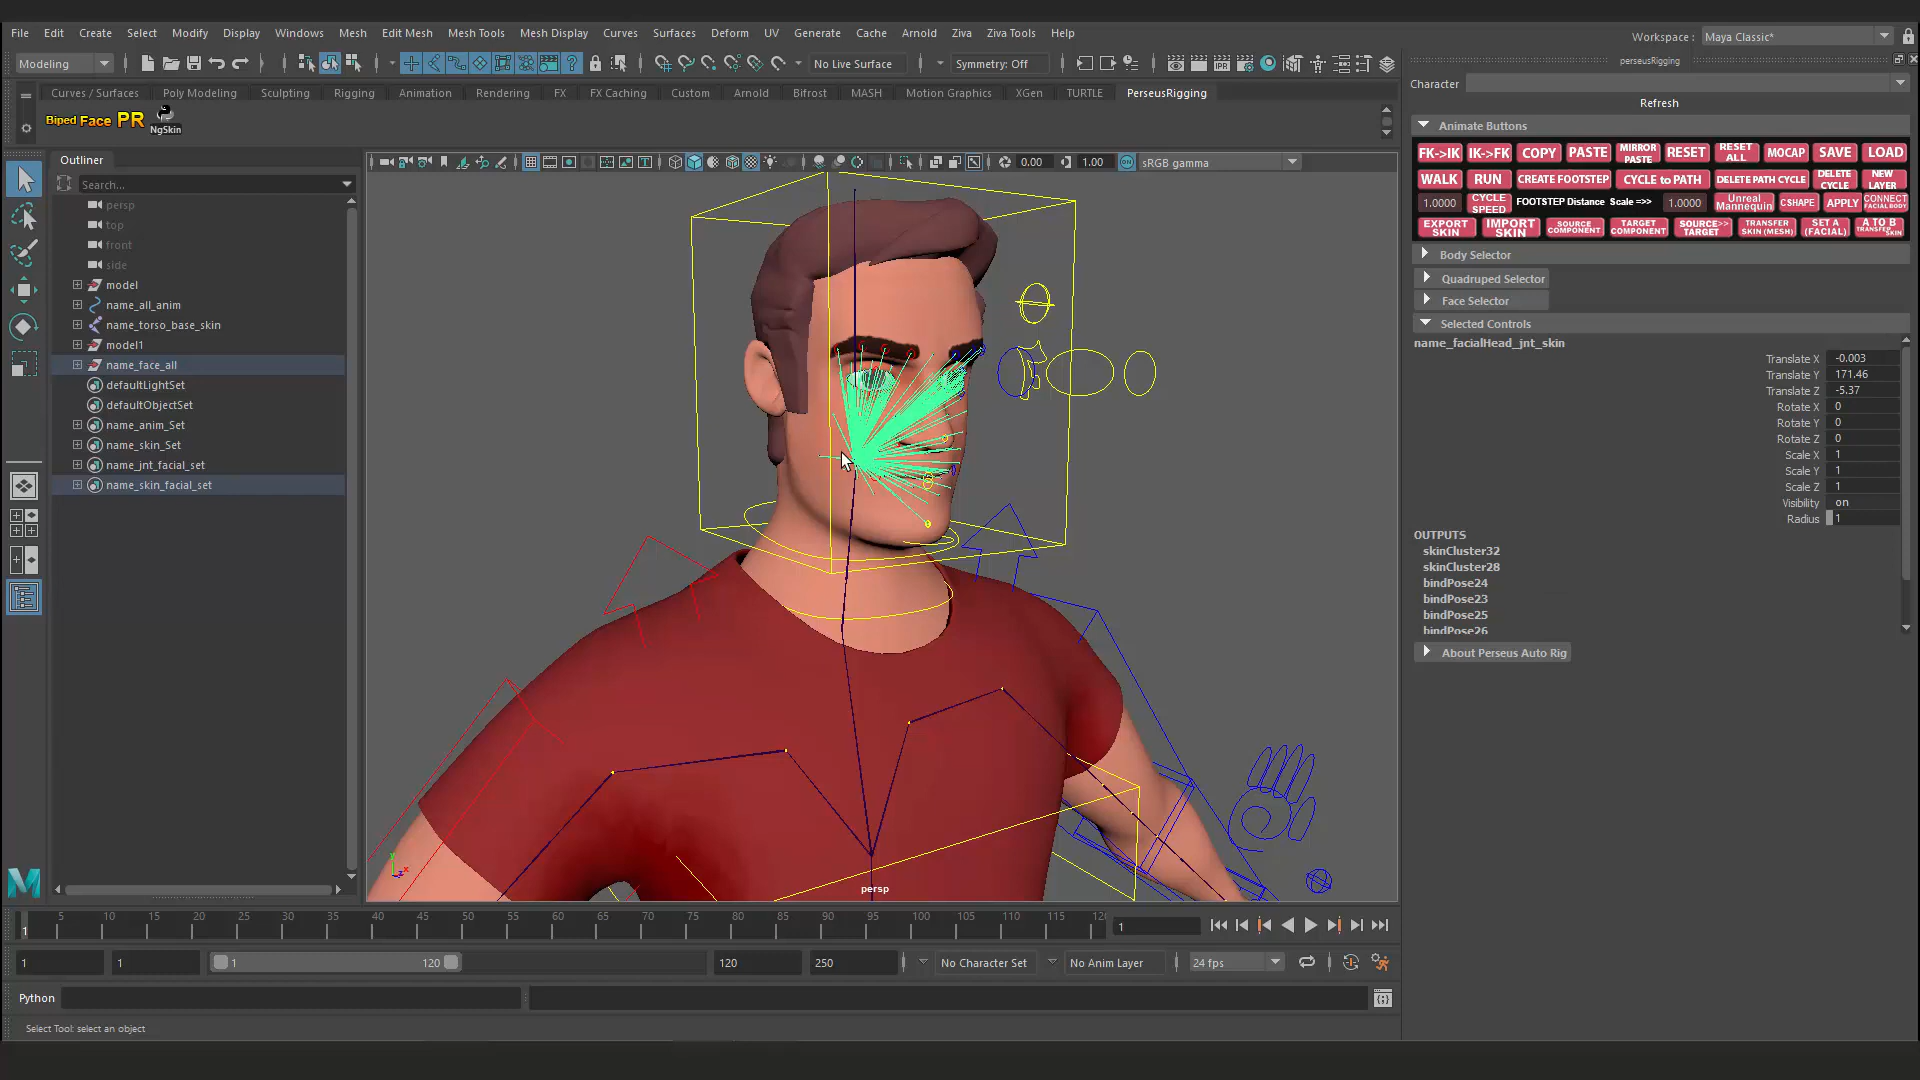 File Edit Create Select Modify Display Windows Mesh Edit Mesh Mesh Tools Mesh Display Curves Surfaces Deform UV Generate Cache Arnold Ziva Ziva Tools Help
Workspace : Maya Classic*
Modeling
No Live Surface
Symmetry: Off
IPR
perseusRigging
Curves / Surfaces Poly Modeling Sculpting Rigging Animation Rendering FX FX Caching Custom Arnold Bifrost MASH Motion Graphics XGen TURTLE PerseusRigging
Character
Refresh
Biped Face PR NgSkin
Animate Buttons
FK->IK IK->FK COPY PASTE MIRROR PASTE RESET RESET ALL MOCAP SAVE LOAD
WALK RUN CREATE FOOTSTEP CYCLE to PATH DELETE PATH CYCLE DELETE CYCLE NEW LAYER
1.0000 CYCLE SPEED FOOTSTEP Distance Scale =>> 1.0000 Unreal Mannequin CSHAPE APPLY CONNECT FACIAL BODY
EXPORT SKIN IMPORT SKIN SOURCE COMPONENT TARGET COMPONENT SOURCE>> TARGET TRANSFER SKIN (MESH) SET A (FACIAL) A TO B TRANSFER SKIN
Outliner
Search...
0.00 1.00 sRGB gamma
persp
top
front
side
model
name_all_anim
name_torso_base_skin
model1
name_face_all
defaultLightSet
defaultObjectSet
name_anim_Set
name_skin_Set
name_jnt_facial_set
name_skin_facial_set
Body Selector
Quadruped Selector
Face Selector
Selected Controls
name_facialHead_jnt_skin
Translate X -0.003
Translate Y 171.46
Translate Z -5.37
Rotate X 0
Rotate Y 0
Rotate Z 0
Scale X 1
Scale Y 1
Scale Z 1
Visibility on
Radius 1
OUTPUTS
skinCluster32
skinCluster28
bindPose24
bindPose23
bindPose25
bindPose26
About Perseus Auto Rig
persp
5 10 15 20 25 30 35 40 45 50 55 60 65 70 75 80 85 90 95 100 105 110 115 12
1
1
1 1 1 120 120 250 No Character Set No Anim Layer 24 fps
Python
Select Tool: select an object